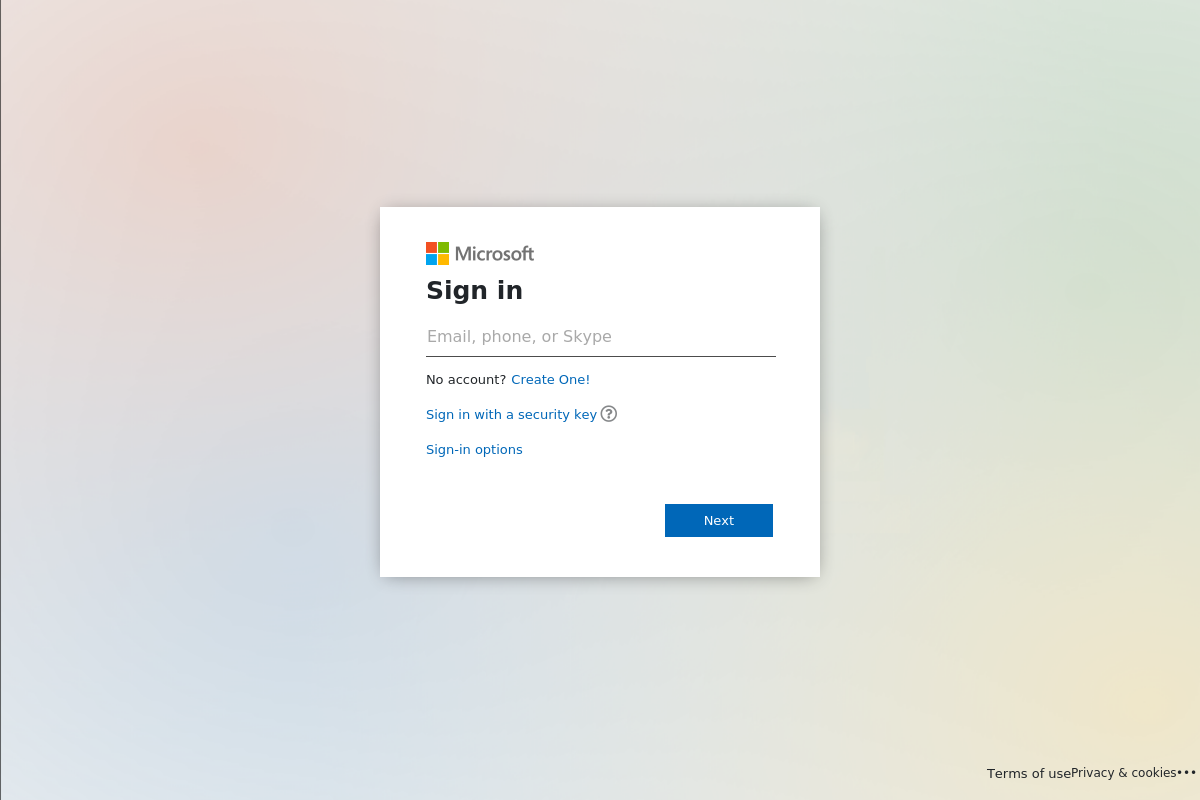 Microsoft
Sign in
Email, phone, or Skype
No account? Create One!
Sign in with a security key ?
Sign-in options
Next
Terms of usePrivacy & cookies•••